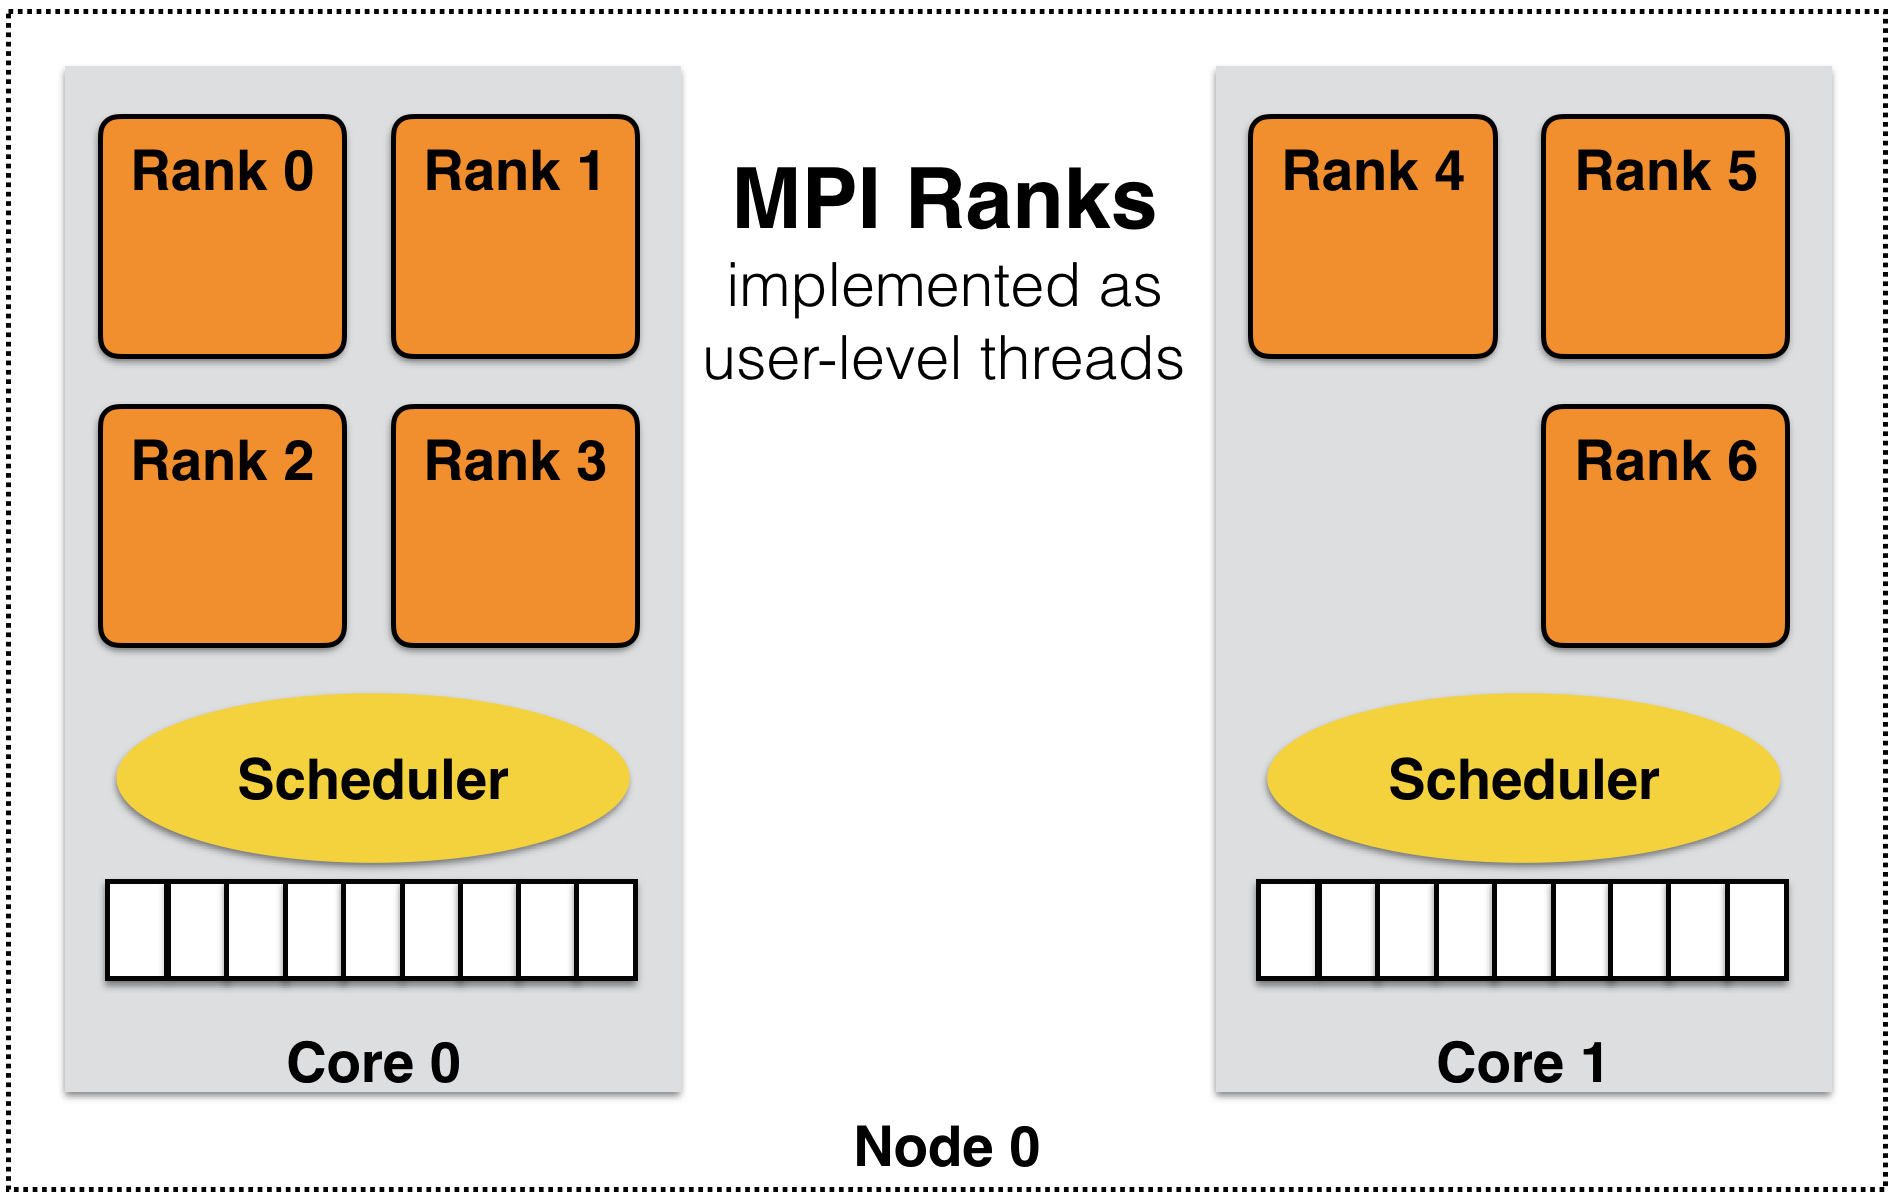 Rank 0
Rank 1
Rank 2
Rank 3
Scheduler
Core 0
MPI Ranks
implemented as
user-level threads
Rank 4
Rank 5
Rank 6
Scheduler
Core 1
Node 0